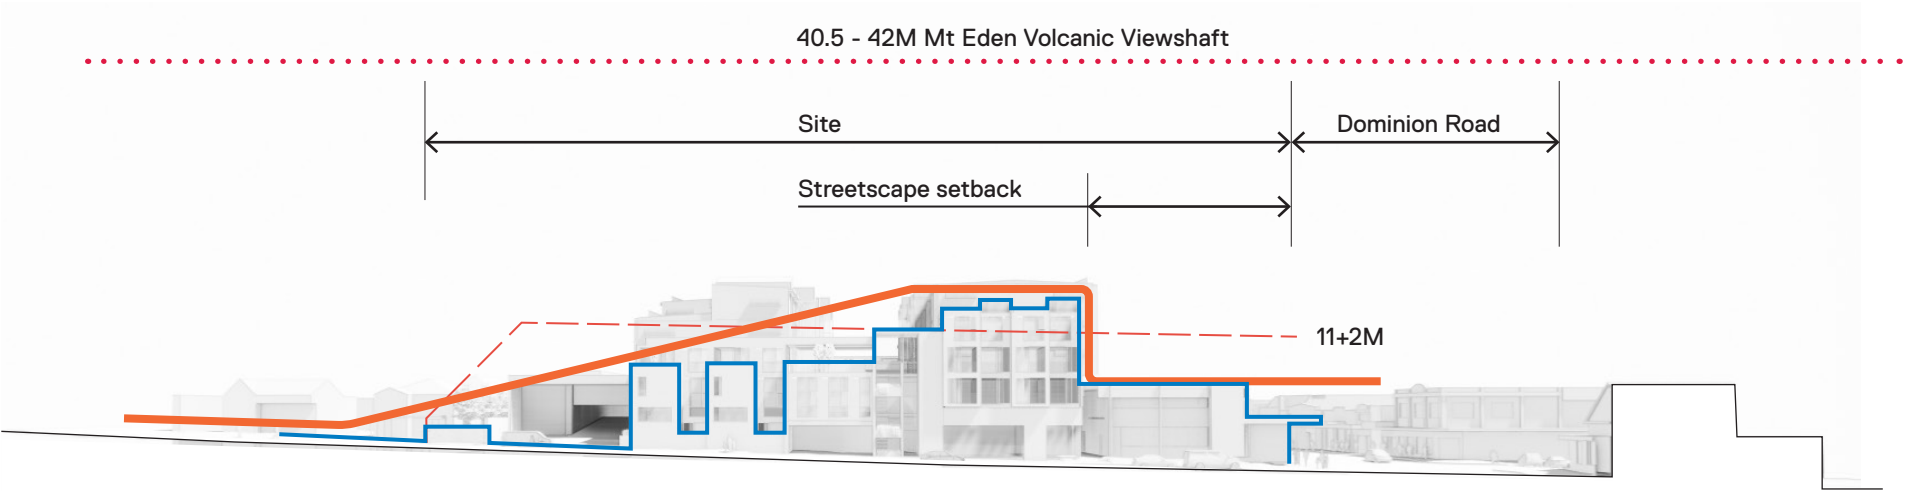 40.5 - 42M Mt Eden Volcanic Viewshaft
Site
Dominion Road
Streetscape setback
11+2M